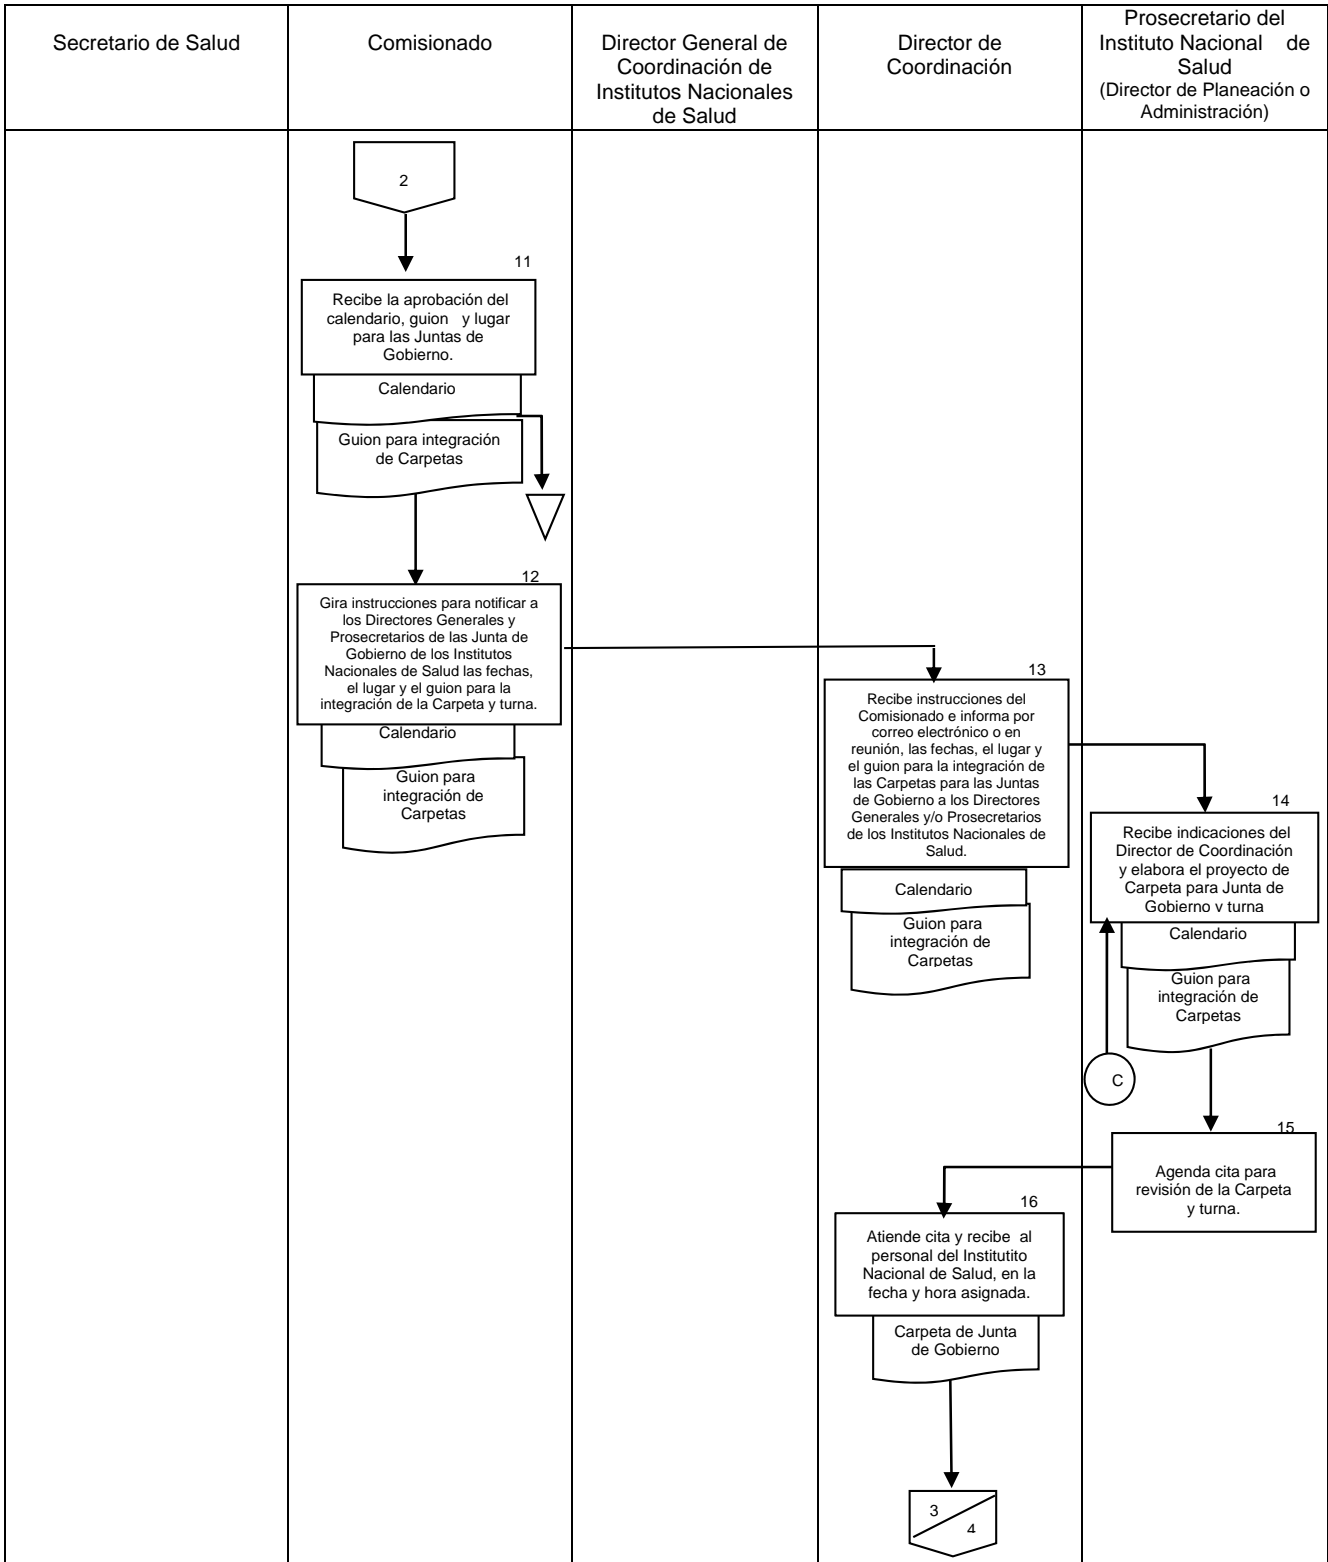 Secretario de Salud
Comisionado
Director General de
Coordinación de
Institutos Nacionales
de Salud
Director de
Coordinación
Prosecretario del
Instituto Nacional de
Salud
(Director de Planeación o
Administración)
2
11
Recibe la aprobación del
calendario, guion y lugar
para las Juntas de
Gobierno.
Calendario
Guion para integración
de Carpetas
12
Gira instrucciones para notificar a
los Directores Generales y
Prosecretarios de las Junta de
Gobierno de los Institutos
Nacionales de Salud las fechas,
el lugar y el guion para la
integración de la Carpeta y turna.
Calendario
Guion para
integración de
Carpetas
13
Recibe instrucciones del
Comisionado e informa por
correo electrónico o en
reunión, las fechas, el lugar y
el guion para la integración de
las Carpetas para las Juntas
de Gobierno a los Directores
Generales y/o Prosecretarios
de los Institutos Nacionales de
Salud.
Calendario
Guion para
integración de
Carpetas
14
Recibe indicaciones del
Director de Coordinación
y elabora el proyecto de
Carpeta para Junta de
Gobierno y turna
Calendario
Guion para
integración de
Carpetas
C
15
Agenda cita para
revisión de la Carpeta
y turna.
16
Atiende cita y recibe al
personal del Institutito
Nacional de Salud, en la
fecha y hora asignada.
Carpeta de Junta
de Gobierno
3
4